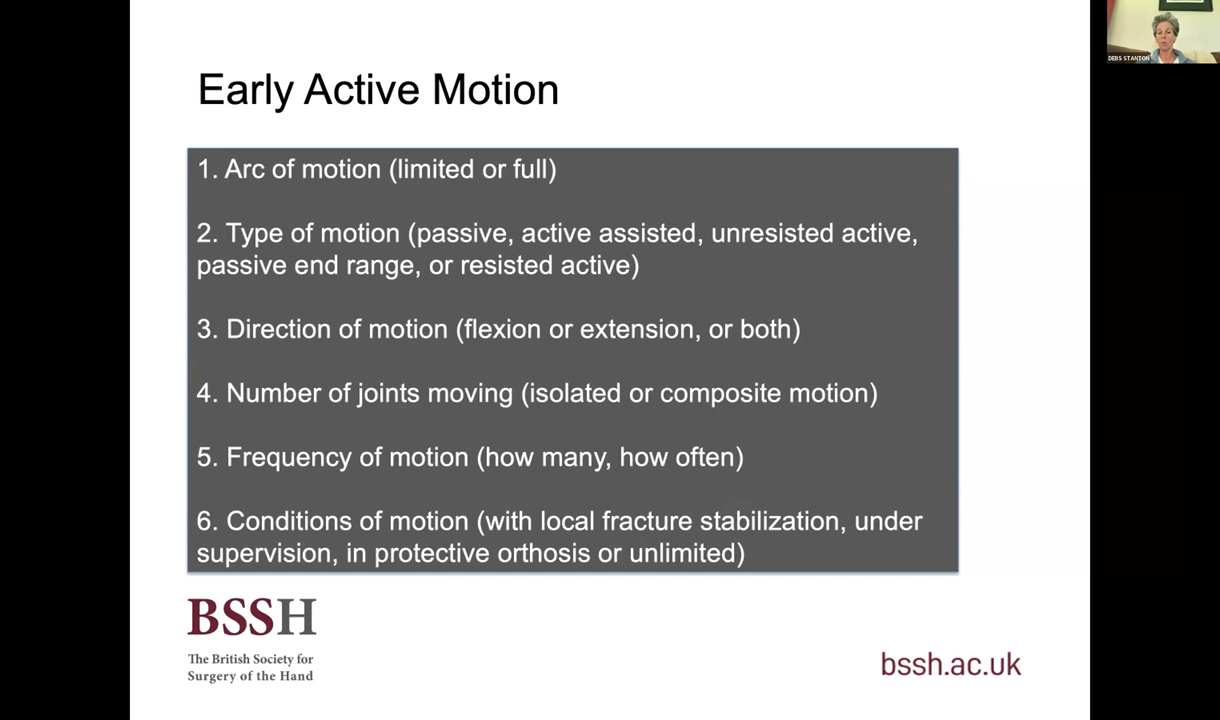 DEBS STANTON
Early Active Motion
1. Arc of motion (limited or full)
2. Type of motion (passive, active assisted, unresisted active,
passive end range, or resisted active)
3. Direction of motion (flexion or extension, or both)
4. Number of joints moving (isolated or composite motion)
5. Frequency of motion (how many, how often)
6. Conditions of motion (with local fracture stabilization, under
supervision, in protective orthosis or unlimited)
BSSH
The British Society for
Surgery of the Hand
bssh.ac.uk